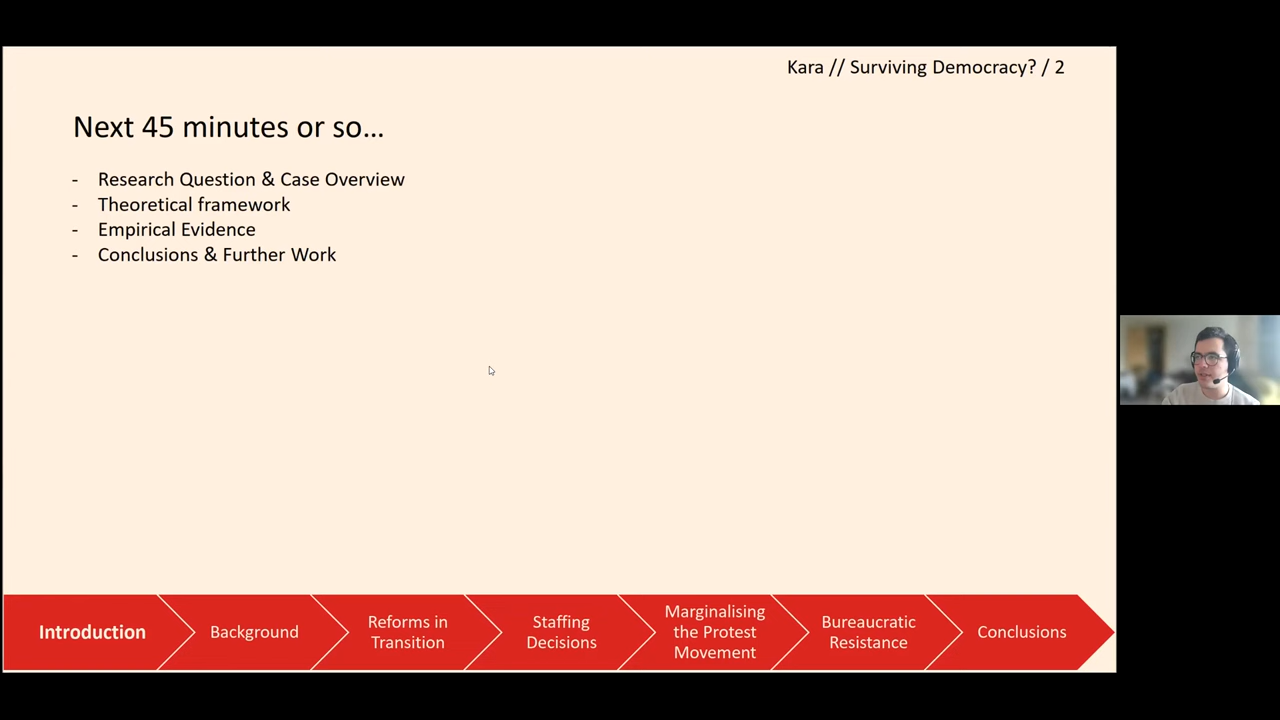 Kara // Surviving Democracy? / 2
Next 45 minutes or so...
- Research Question & Case Overview
- Theoretical framework
- Empirical Evidence
- Conclusions & Further Work
Introduction
Background
Reforms in
Transition
Staffing
Decisions
Marginalising
the Protest
Movement
Bureaucratic
Resistance
Conclusions